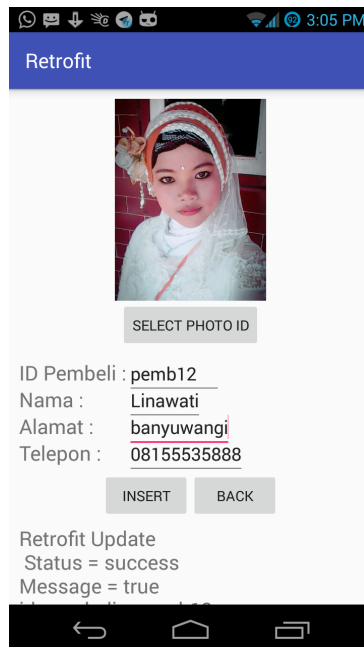 92 3:05 PM
Retrofit
SELECT PHOTO ID
ID Pembeli : pemb12
Nama : Linawati
Alamat : banyuwangi
Telepon : 08155535888
INSERT BACK
Retrofit Update
Status = success
Message = true